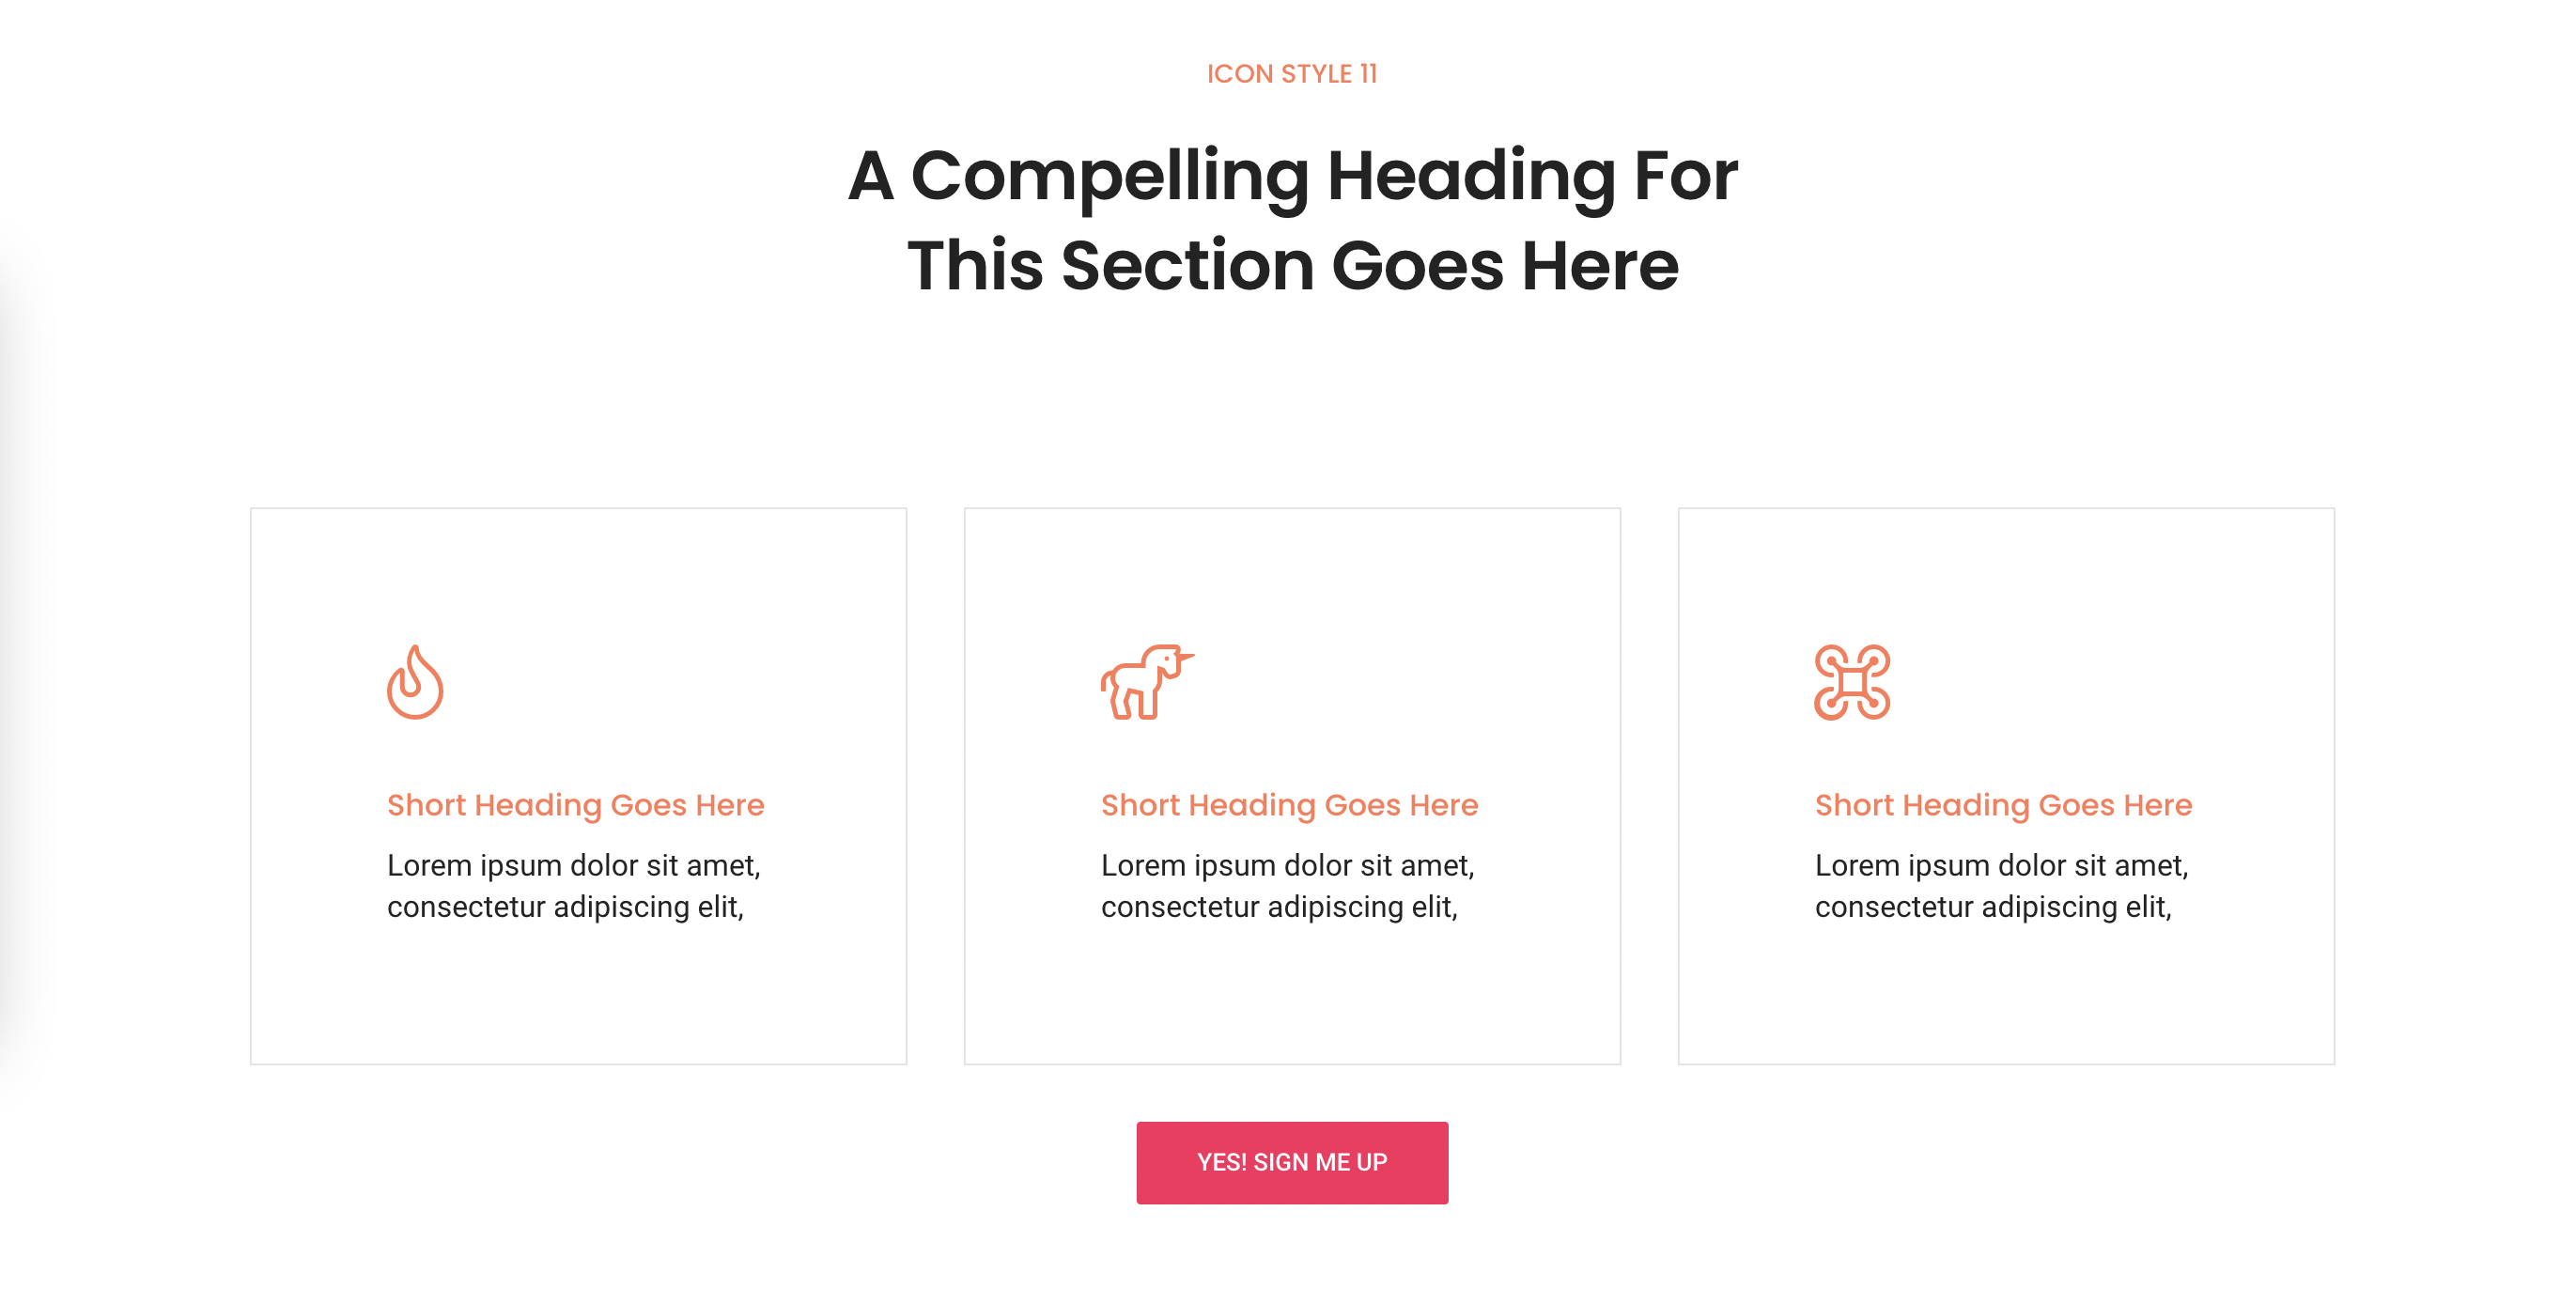 ICON STYLE 11
A Compelling Heading For
This Section Goes Here
Short Heading Goes Here
Lorem ipsum dolor sit amet,
consectetur adipiscing elit,
Short Heading Goes Here
Lorem ipsum dolor sit amet,
consectetur adipiscing elit,
Short Heading Goes Here
Lorem ipsum dolor sit amet,
consectetur adipiscing elit,
YES! SIGN ME UP